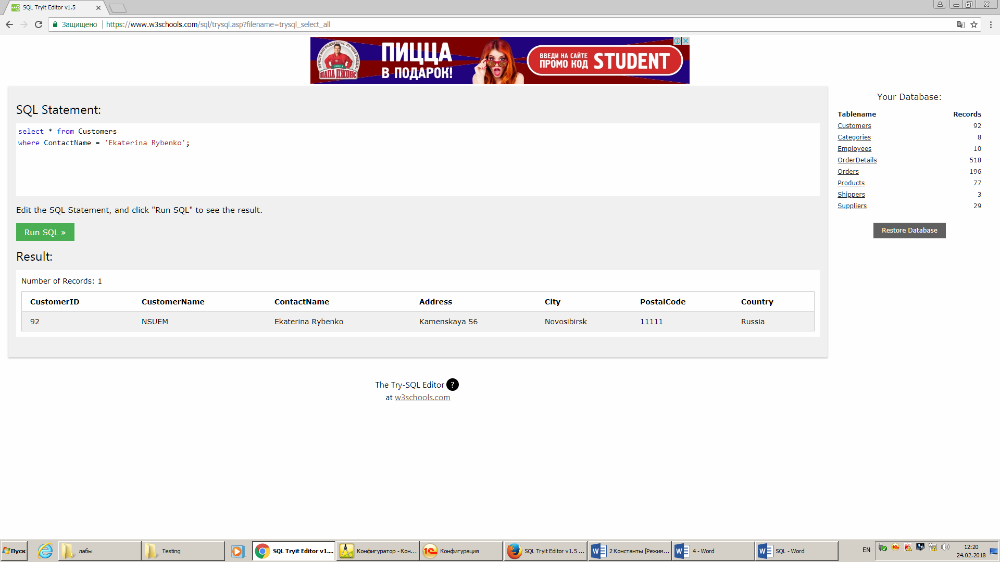 SQL Tryit Editor v1.5
Защищено https://www.w3schools.com/sql/trysql.asp?filename=trysql_select_all
ЛУЧШЕ ИНГРЕДИЕНТЫ. ЛУЧШЕ ПИЦЦА.
ПИЦЦА
ПАПА ДЖОНС
ПИЦЦА
В ПОДАРОК!
ВВЕДИ НА САЙТЕ
ПРОМО КОД
STUDENT
SQL Statement:
select * from Customers
where ContactName = 'Ekaterina Rybenko';
Edit the SQL Statement, and click "Run SQL" to see the result.
Run SQL »
Result:
Number of Records: 1
CustomerID CustomerName ContactName Address City PostalCode Country
92 NSUEM Ekaterina Rybenko Kamenskaya 56 Novosibirsk 11111 Russia
Your Database:
Tablename Records
Customers 92
Categories 8
Employees 10
OrderDetails 518
Orders 196
Products 77
Shippers 3
Suppliers 29
Restore Database
The Try-SQL Editor ?
at w3schools.com
Пуск
лабы
Testing
SQL Tryit Editor v1....
Конфигуратор - Кон...
Конфигурация
SQL Tryit Editor v1.5 ...
2 Константы [Режим...
4 - Word
SQL - Word
EN
12:20
24.02.2018